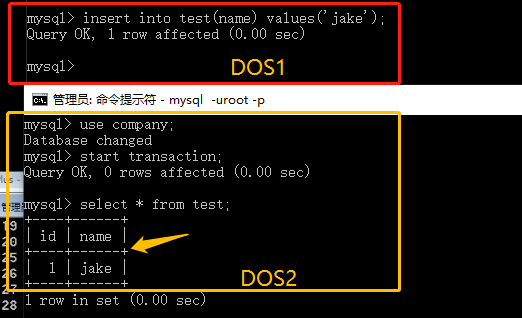 mysql> insert into test(name) values('jake');
Query OK, 1 row affected (0.00 sec)
mysql>
DOS1
管理员: 命令提示符 - mysql -uroot -p
mysql> use company;
Database changed
mysql> start transaction;
Query OK, 0 rows affected (0.00 sec)
mysql> select * from test;
+----+------+
| id | name |
+----+------+
| 1 | jake |
+----+------+
1 row in set (0.00 sec)
DOS2
19
20
25
26
27
28